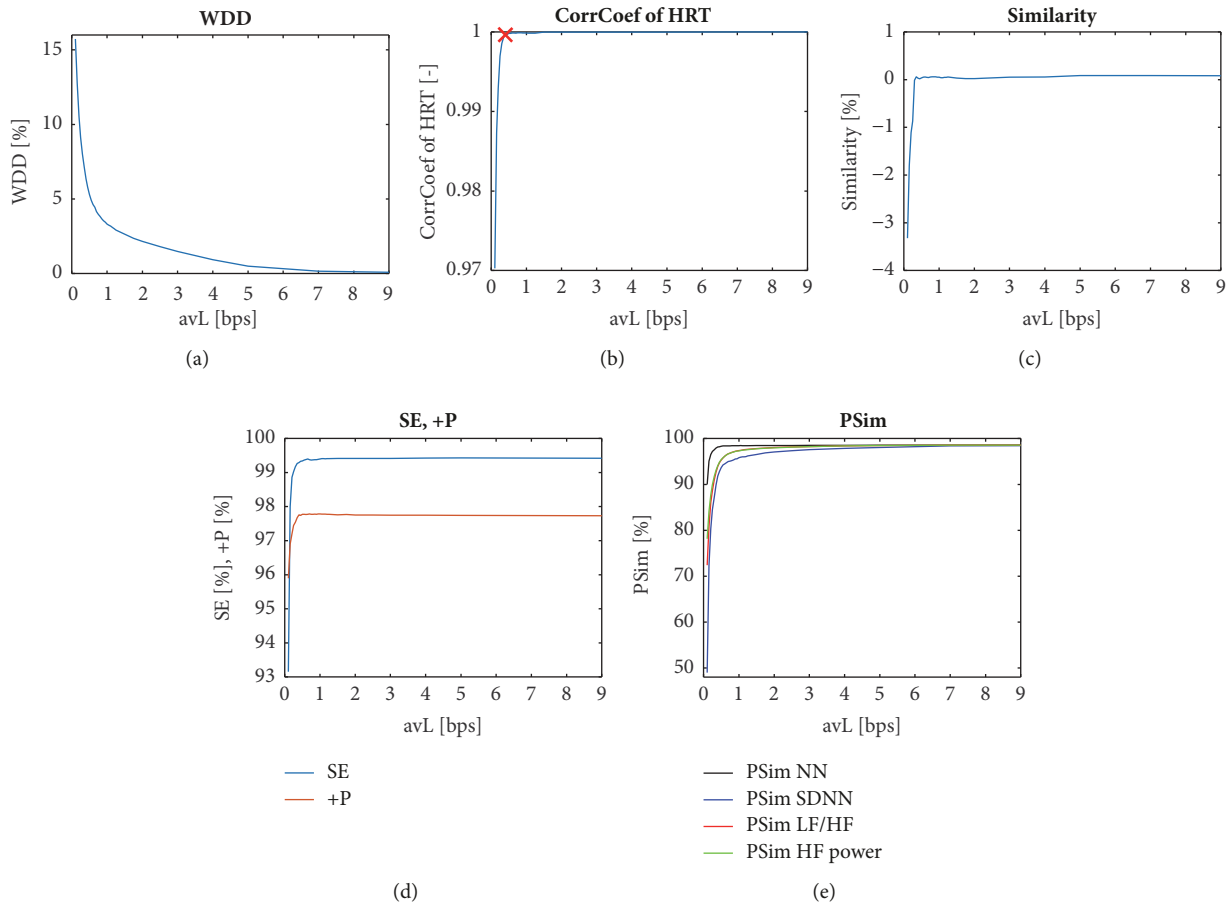 WDD
WDD [%]
15
10
5
0
0 1 2 3 4 5 6 7 8 9
avL [bps]
(a)
CorrCoef of HRT
CorrCoef of HRT [-]
1
0.99
0.98
0.97
0 1 2 3 4 5 6 7 8 9
avL [bps]
(b)
Similarity
Similarity [%]
1
0
−1
−2
−3
−4
0 1 2 3 4 5 6 7 8 9
avL [bps]
(c)
SE, +P
SE [%], +P [%]
100
99
98
97
96
95
94
93
0 1 2 3 4 5 6 7 8 9
avL [bps]
SE
+P
(d)
PSim
PSim [%]
100
90
80
70
60
50
0 1 2 3 4 5 6 7 8 9
avL [bps]
PSim NN
PSim SDNN
PSim LF/HF
PSim HF power
(e)